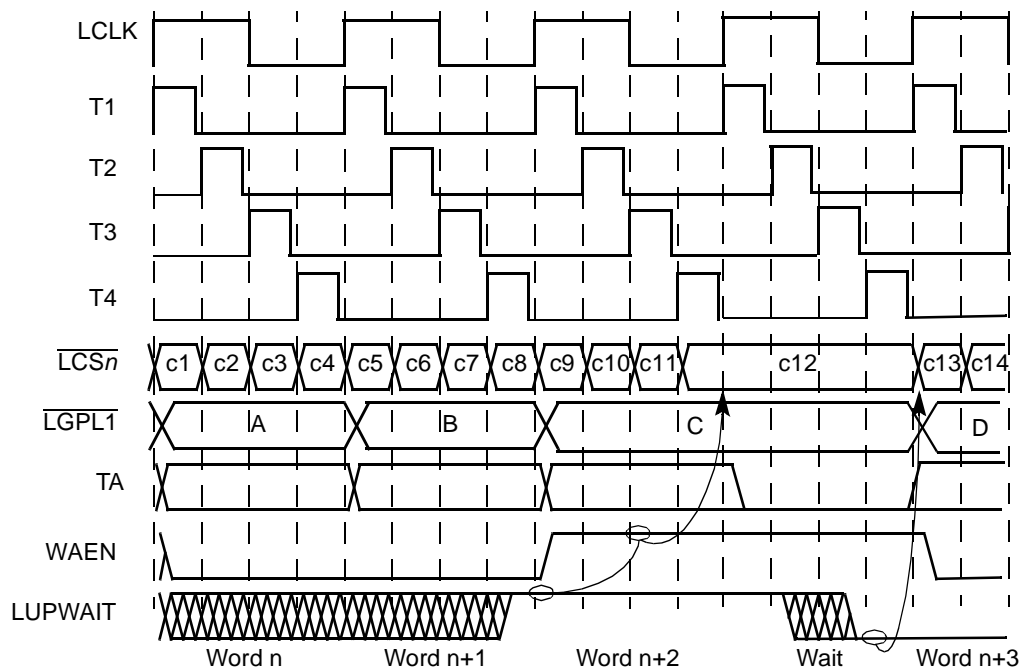 LCLK
T1
T2
T3
T4
LCSn c1 c2 c3 c4 c5 c6 c7 c8 c9 c10 c11 c12 c13 c14
LGPL1 A B C D
TA
WAEN
LUPWAIT
Word n Word n+1 Word n+2 Wait Word n+3